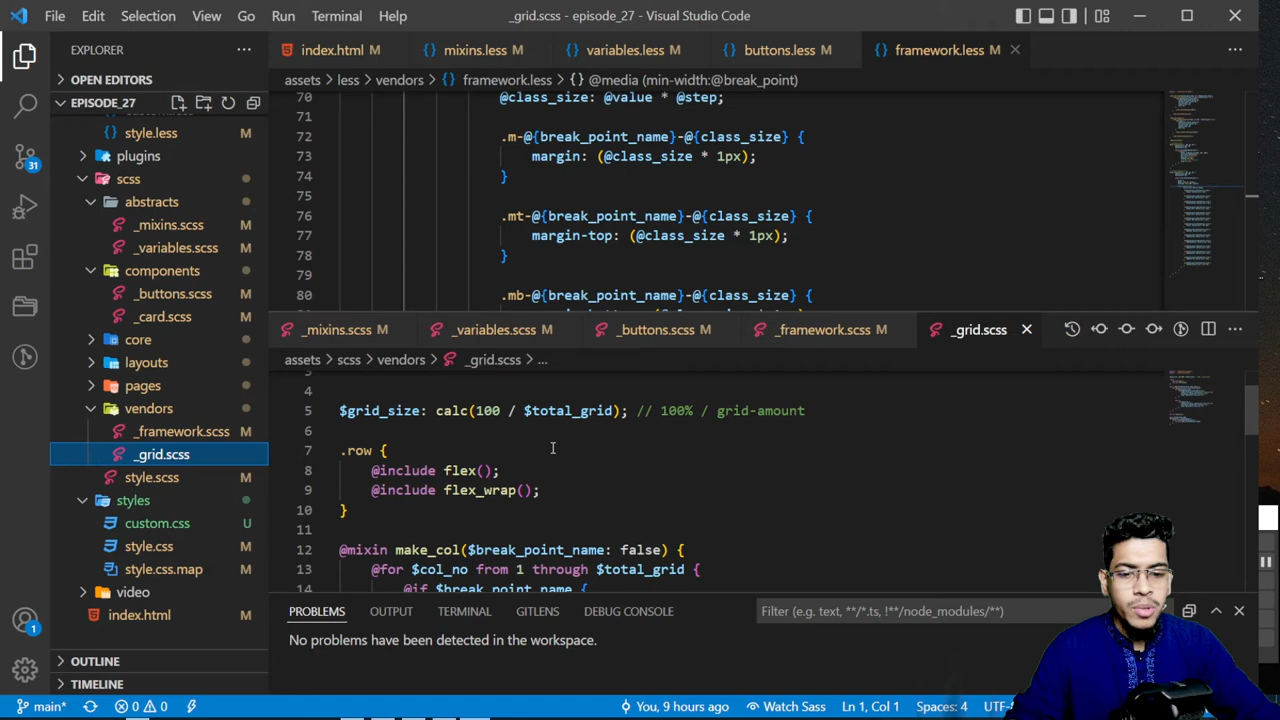 File Edit Selection View Go Run Terminal Help
_grid.scss - episode_27 - Visual Studio Code
EXPLORER
OPEN EDITORS
EPISODE_27
style.less M
plugins
scss
abstracts
_mixins.scss M
_variables.scss M
components
_buttons.scss M
_card.scss M
core
layouts
pages
vendors
_framework.scss M
_grid.scss M
style.scss M
styles
custom.css U
style.css M
style.css.map M
video
index.html M
OUTLINE
TIMELINE
31
1
index.html M mixins.less M variables.less M buttons.less M framework.less M
assets less vendors framework.less {} @media (min-width:@break_point)
70 @class_size: @value * @step;
71
72 .m-@{break_point_name}-@{class_size} {
73 margin: (@class_size * 1px);
74 }
75
76 .mt-@{break_point_name}-@{class_size} {
77 margin-top: (@class_size * 1px);
78 }
79
80 .mb-@{break_point_name}-@{class_size} {
_mixins.scss M _variables.scss M _buttons.scss M _framework.scss M _grid.scss
assets scss vendors _grid.scss ...
4
5 $grid_size: calc(100 / $total_grid); // 100% / grid-amount
6
7 .row {
8 @include flex();
9 @include flex_wrap();
10 }
11
12 @mixin make_col($break_point_name: false) {
13 @for $col_no from 1 through $total_grid {
14 @if break_point_name {
PROBLEMS OUTPUT TERMINAL GITLENS DEBUG CONSOLE
Filter (e.g. text, **/*.ts, !**/node_modules/**)
No problems have been detected in the workspace.
main* 0 0 You, 9 hours ago Watch Sass Ln 1, Col 1 Spaces: 4